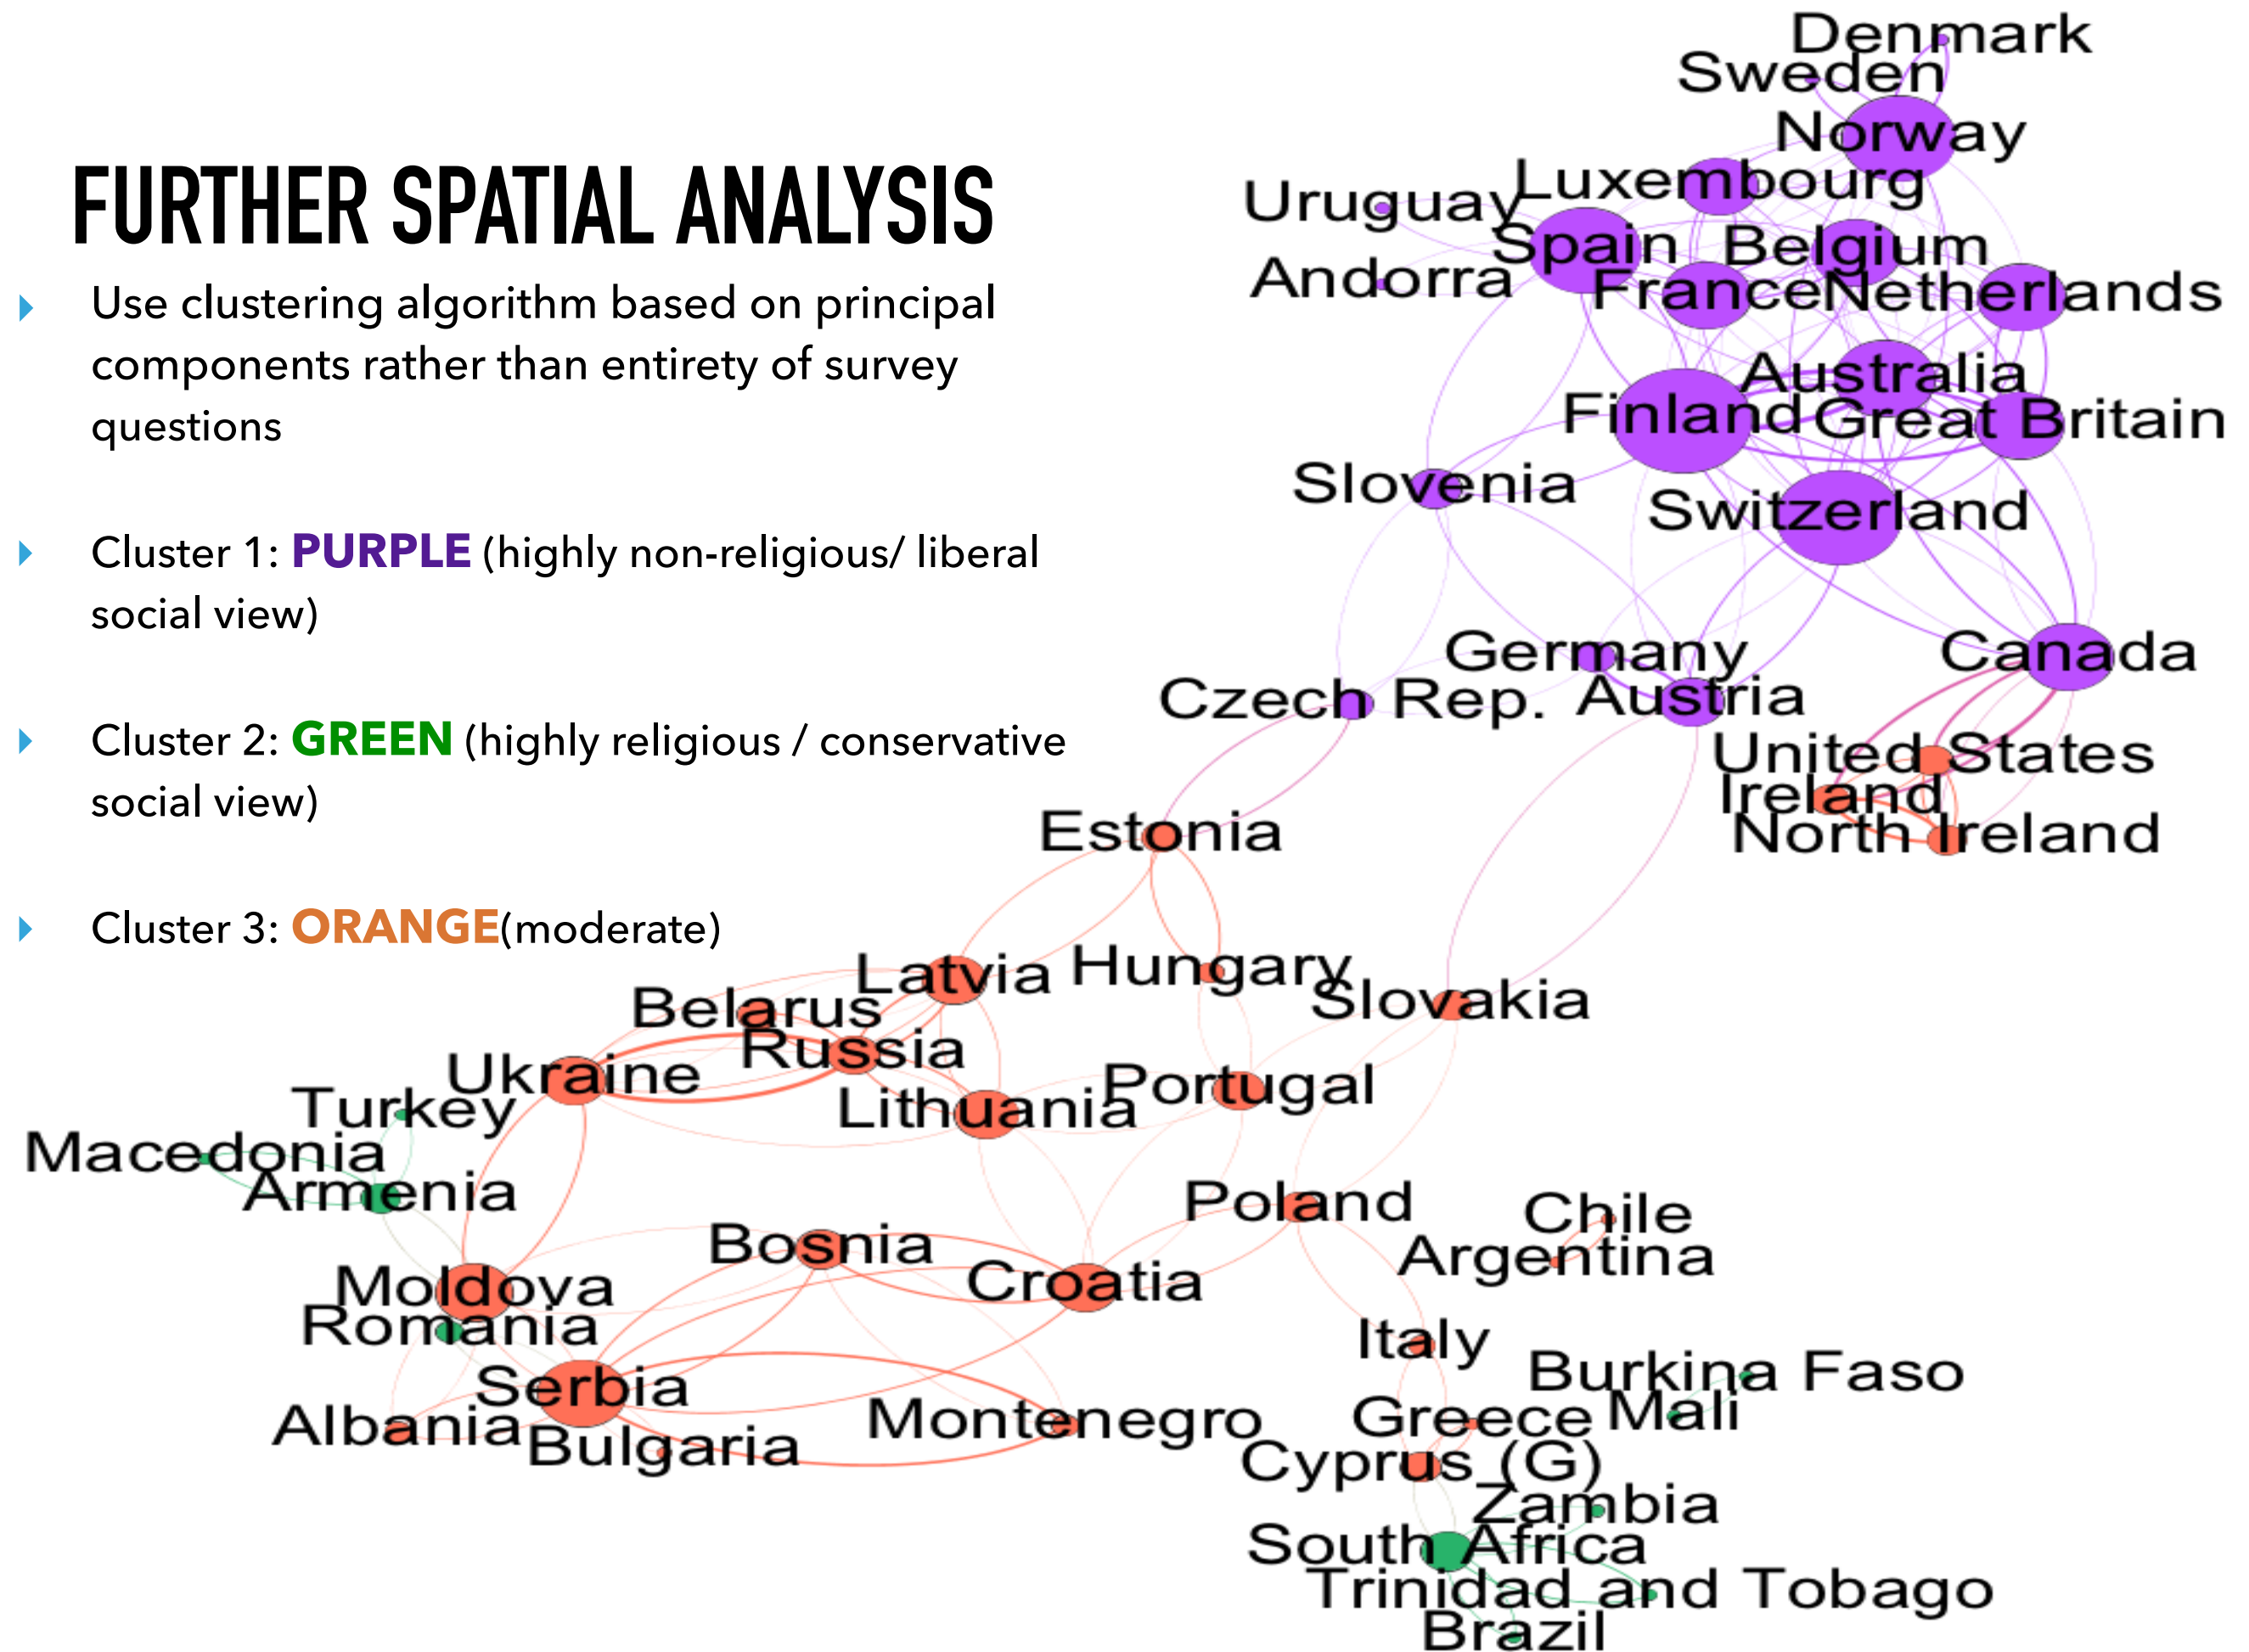 FURTHER SPATIAL ANALYSIS
Use clustering algorithm based on principal
components rather than entirety of survey
questions
Cluster 1: PURPLE (highly non-religious/ liberal
social view)
Cluster 2: GREEN (highly religious / conservative
social view)
Cluster 3: ORANGE(moderate)
Denmark
Sweden
Norway
Luxembourg
Uruguay
Spain
Belgium
Andorra
France
Netherlands
Australia
Finland
Great Britain
Slovenia
Switzerland
Germany
Canada
Czech Rep.
Austria
United States
Ireland
North Ireland
Estonia
Latvia
Hungary
Slovakia
Belarus
Russia
Ukraine
Portugal
Turkey
Lithuania
Macedonia
Armenia
Poland
Chile
Bosnia
Argentina
Croatia
Moldova
Romania
Italy
Burkina Faso
Serbia
Mali
Greece
Montenegro
Albania
Bulgaria
Cyprus (G)
Zambia
South Africa
Trinidad and Tobago
Brazil